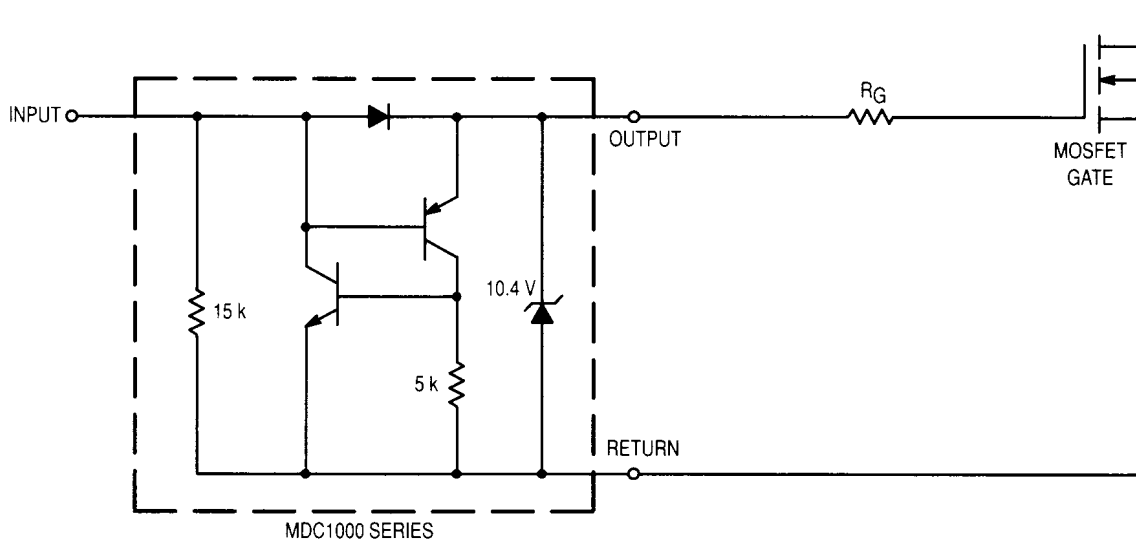 INPUT
OUTPUT
RG
MOSFET
GATE
15 k
5 k
10.4 V
RETURN
MDC1000 SERIES